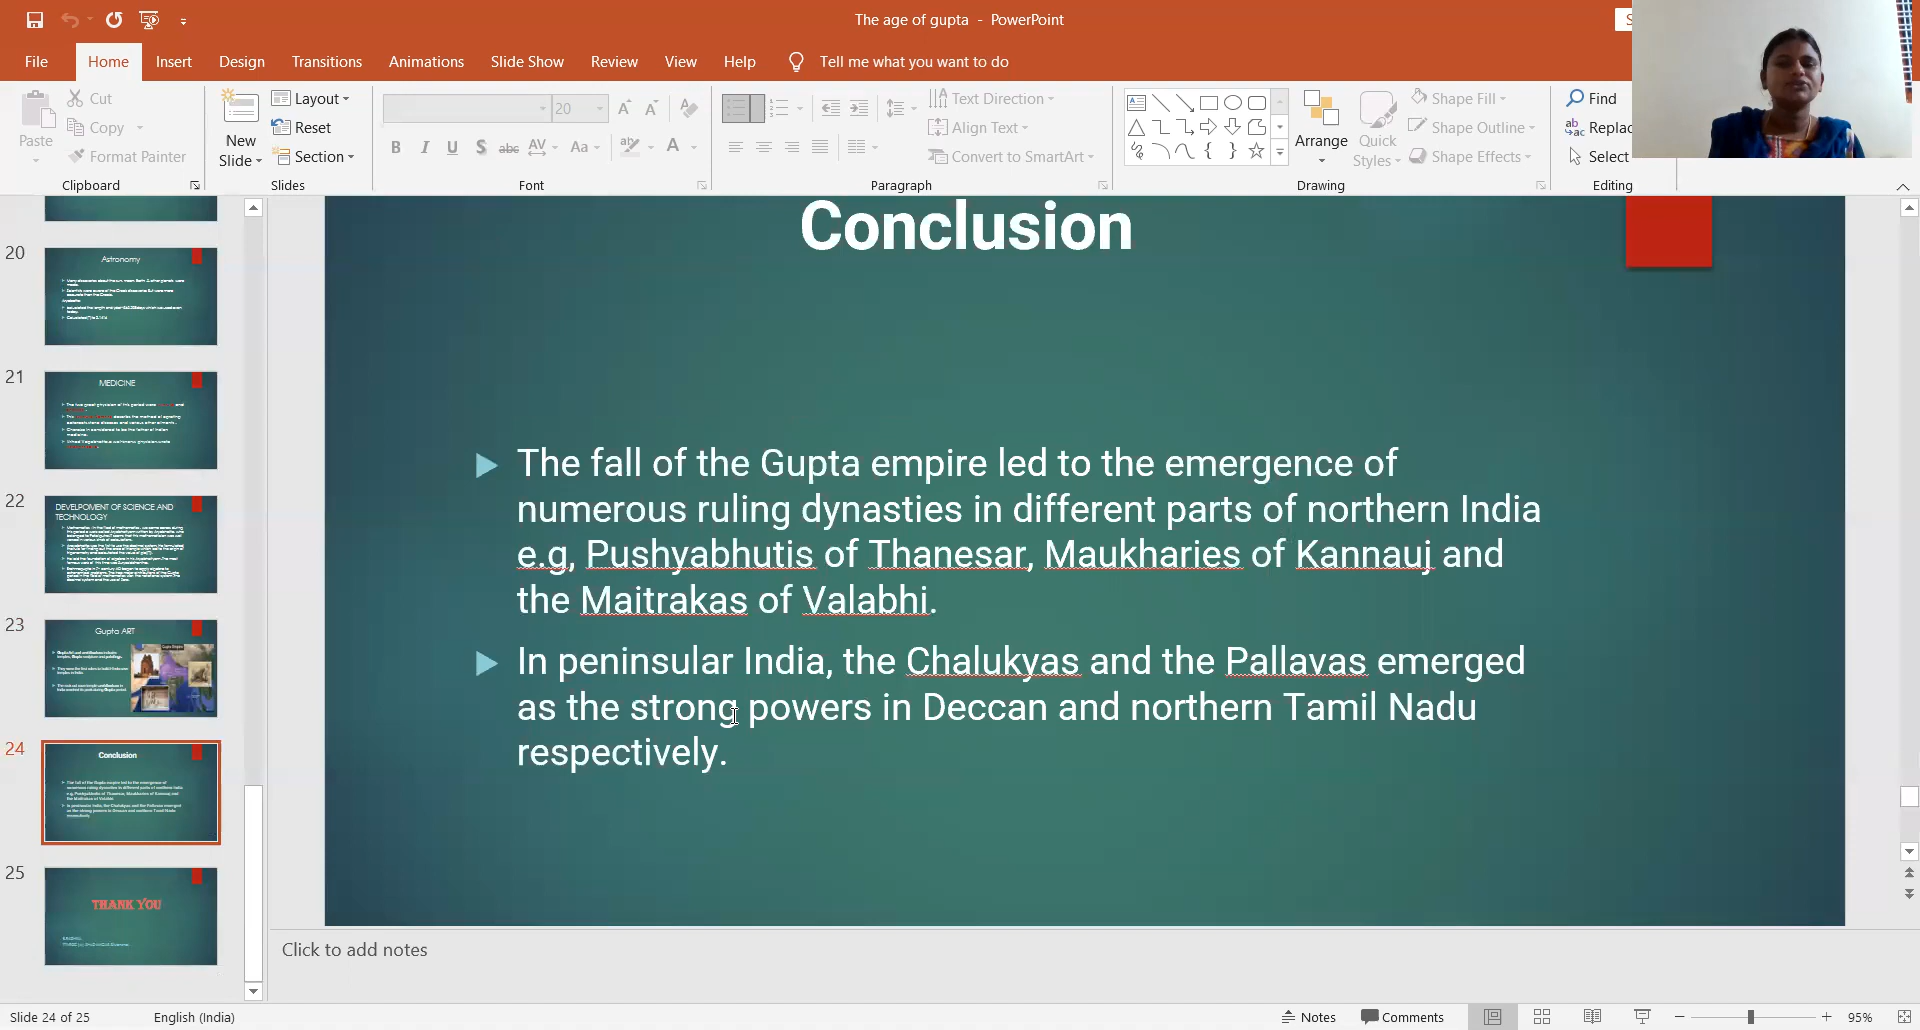 The age of gupta - PowerPoint
File Home Insert Design Transitions Animations Slide Show Review View Help Tell me what you want to do
Paste
Cut
Copy
Format Painter
Clipboard
New Slide
Layout
Reset
Section
Slides
20
B I U S abc AV Aa A
Font
Text Direction
Align Text
Convert to SmartArt
Paragraph
Arrange
Quick Styles
Shape Fill
Shape Outline
Shape Effects
Drawing
Find
Replac
Select
Editing
20
Astronomy
21
MEDICINE
22
DEVELPOIMENT OF SCIENCE AND
TECHNOLOGY
23
Gupta ART
24
Conclusion
25
THANK YOU
Conclusion
The fall of the Gupta empire led to the emergence of
numerous ruling dynasties in different parts of northern India
e.g, Pushyabhutis of Thanesar, Maukharies of Kannauj and
the Maitrakas of Valabhi.
In peninsular India, the Chalukyas and the Pallavas emerged
as the strong powers in Deccan and northern Tamil Nadu
respectively.
Click to add notes
Slide 24 of 25 English (India) Notes Comments 95%